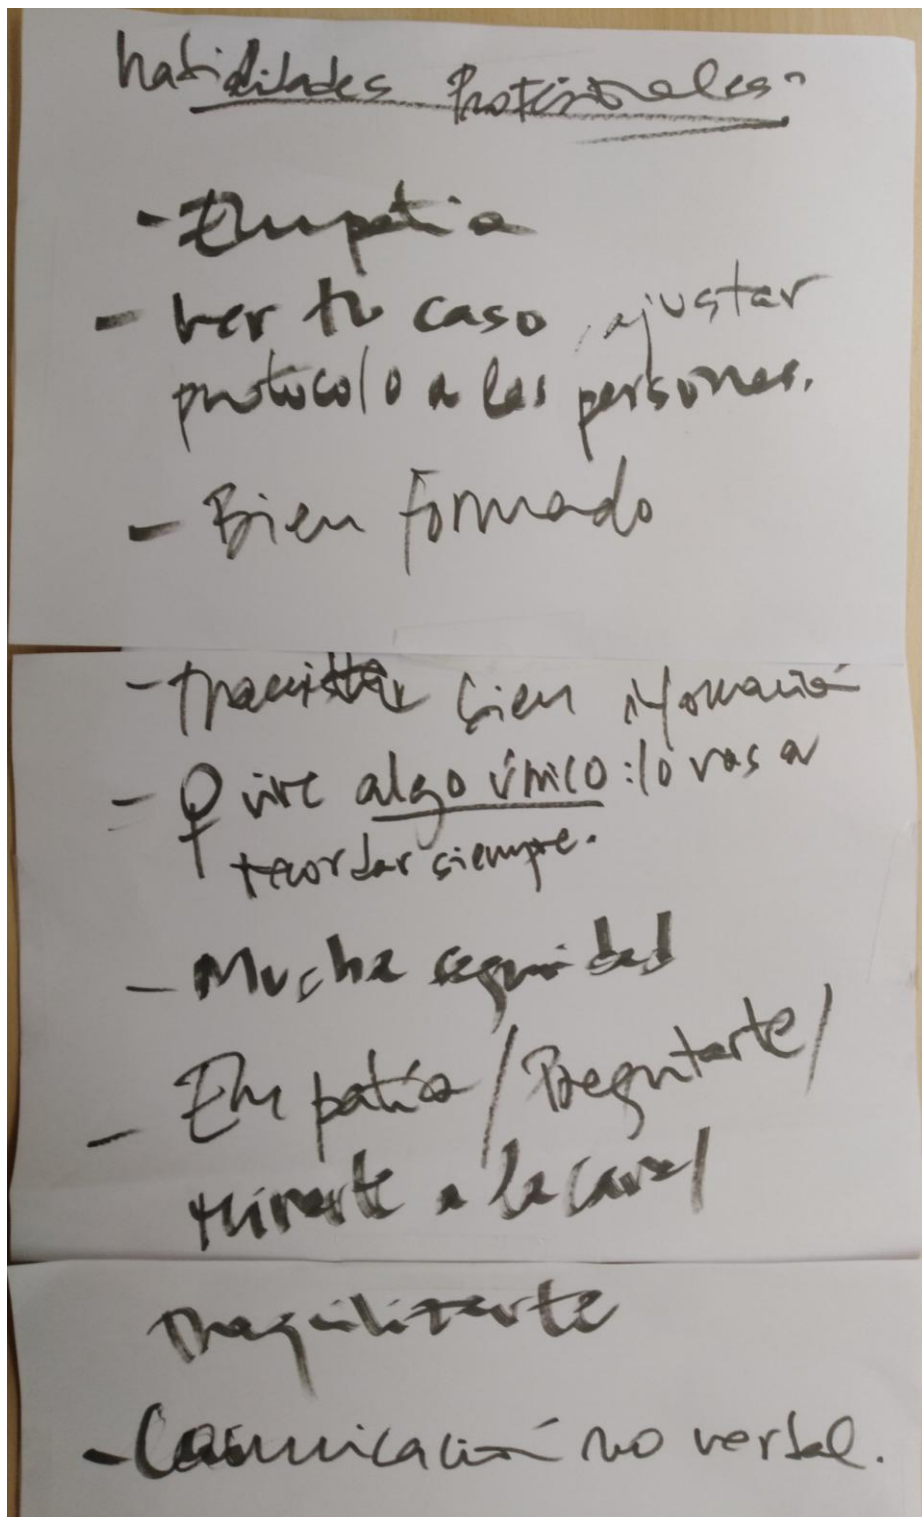 habilidades Profesionales
- Empatia
- Ver tu caso, ajustar
protocolo a las personas.
- Bien formado
- bien información
- ♀ vive algo único: lo vas a
recordar siempre.
- Mucha seguridad
- Empatía / Preguntarte /
mirarte a la cara /
Tranquilizarte
- Comunicación no verbal.